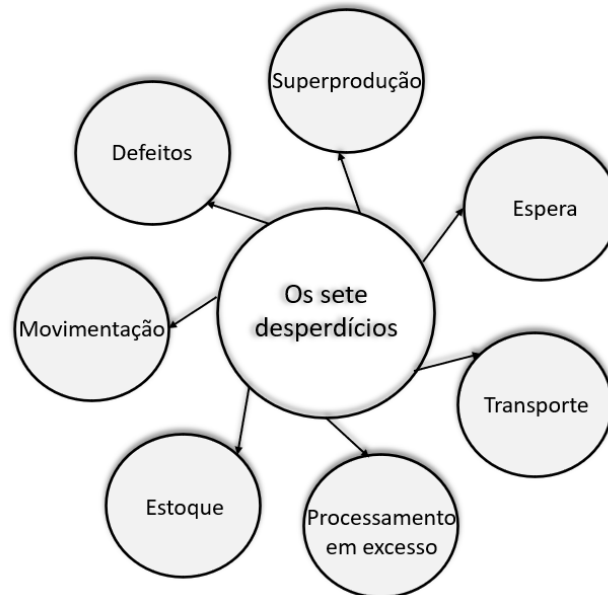 Superprodução
Defeitos
Espera
Os sete
desperdícios
Movimentação
Transporte
Estoque
Processamento
em excesso